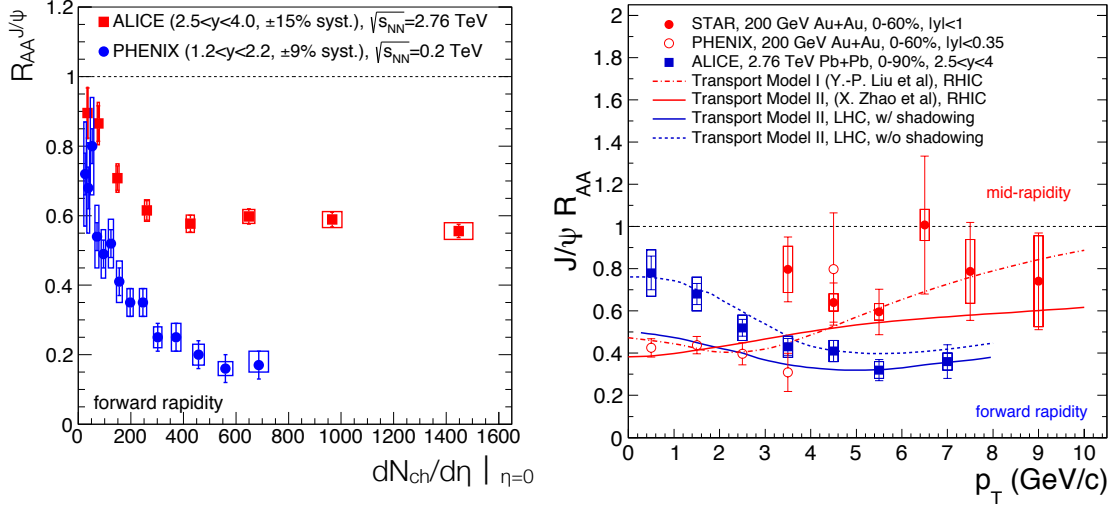 ALICE (2.5<y<4.0, ±15% syst.), √sNN=2.76 TeV
PHENIX (1.2<y<2.2, ±9% syst.), √sNN=0.2 TeV
RAA J/ψ
1.2
1
0.8
0.6
0.4
0.2
0
forward rapidity
0 200 400 600 800 1000 1200 1400 1600
dNch/dη | η=0
STAR, 200 GeV Au+Au, 0-60%, |y|<1
PHENIX, 200 GeV Au+Au, 0-60%, |y|<0.35
ALICE, 2.76 TeV Pb+Pb, 0-90%, 2.5<y<4
Transport Model I (Y.-P. Liu et al), RHIC
Transport Model II, (X. Zhao et al), RHIC
Transport Model II, LHC, w/ shadowing
Transport Model II, LHC, w/o shadowing
J/ψ RAA
2
1.8
1.6
1.4
1.2
1
0.8
0.6
0.4
0.2
0
mid-rapidity
forward rapidity
0 1 2 3 4 5 6 7 8 9 10
pT (GeV/c)